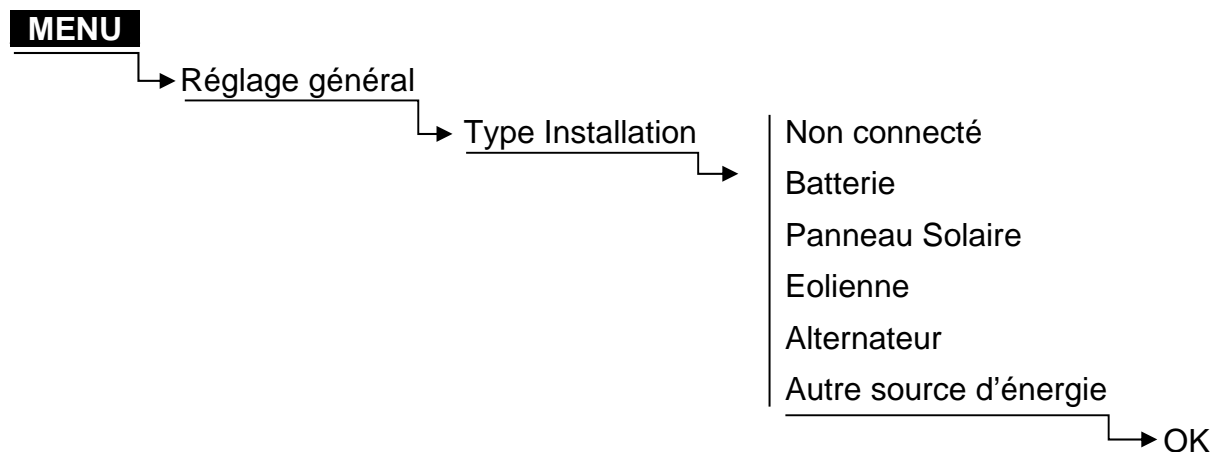 MENU
Réglage général
Type Installation
Non connecté
Batterie
Panneau Solaire
Eolienne
Alternateur
Autre source d’énergie
OK